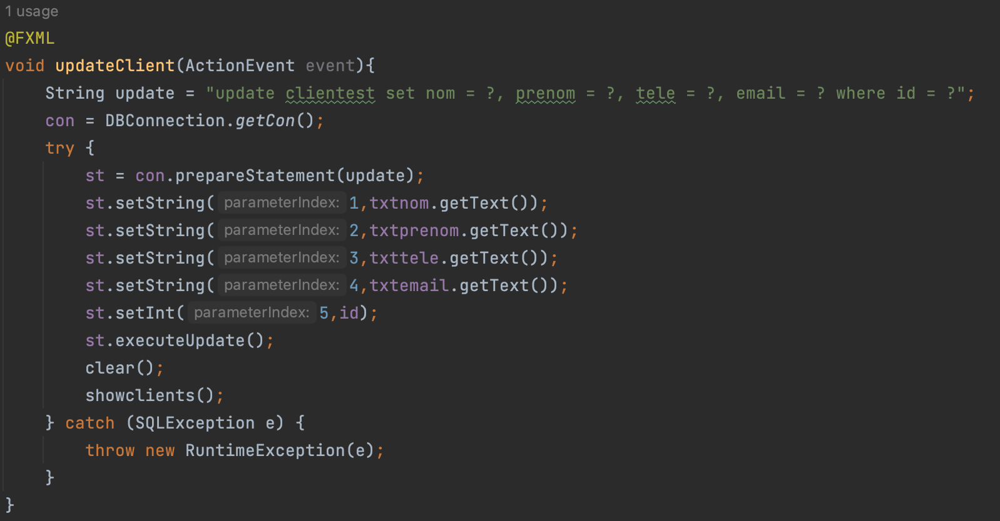 1 usage
@FXML
void updateClient(ActionEvent event){
String update = "update clientest set nom = ?, prenom = ?, tele = ?, email = ? where id = ?";
con = DBConnection.getCon();
try {
st = con.prepareStatement(update);
st.setString( parameterIndex: 1,txtnom.getText());
st.setString( parameterIndex: 2,txtprenom.getText());
st.setString( parameterIndex: 3,txttele.getText());
st.setString( parameterIndex: 4,txtemail.getText());
st.setInt( parameterIndex: 5,id);
st.executeUpdate();
clear();
showclients();
} catch (SQLException e) {
throw new RuntimeException(e);
}
}